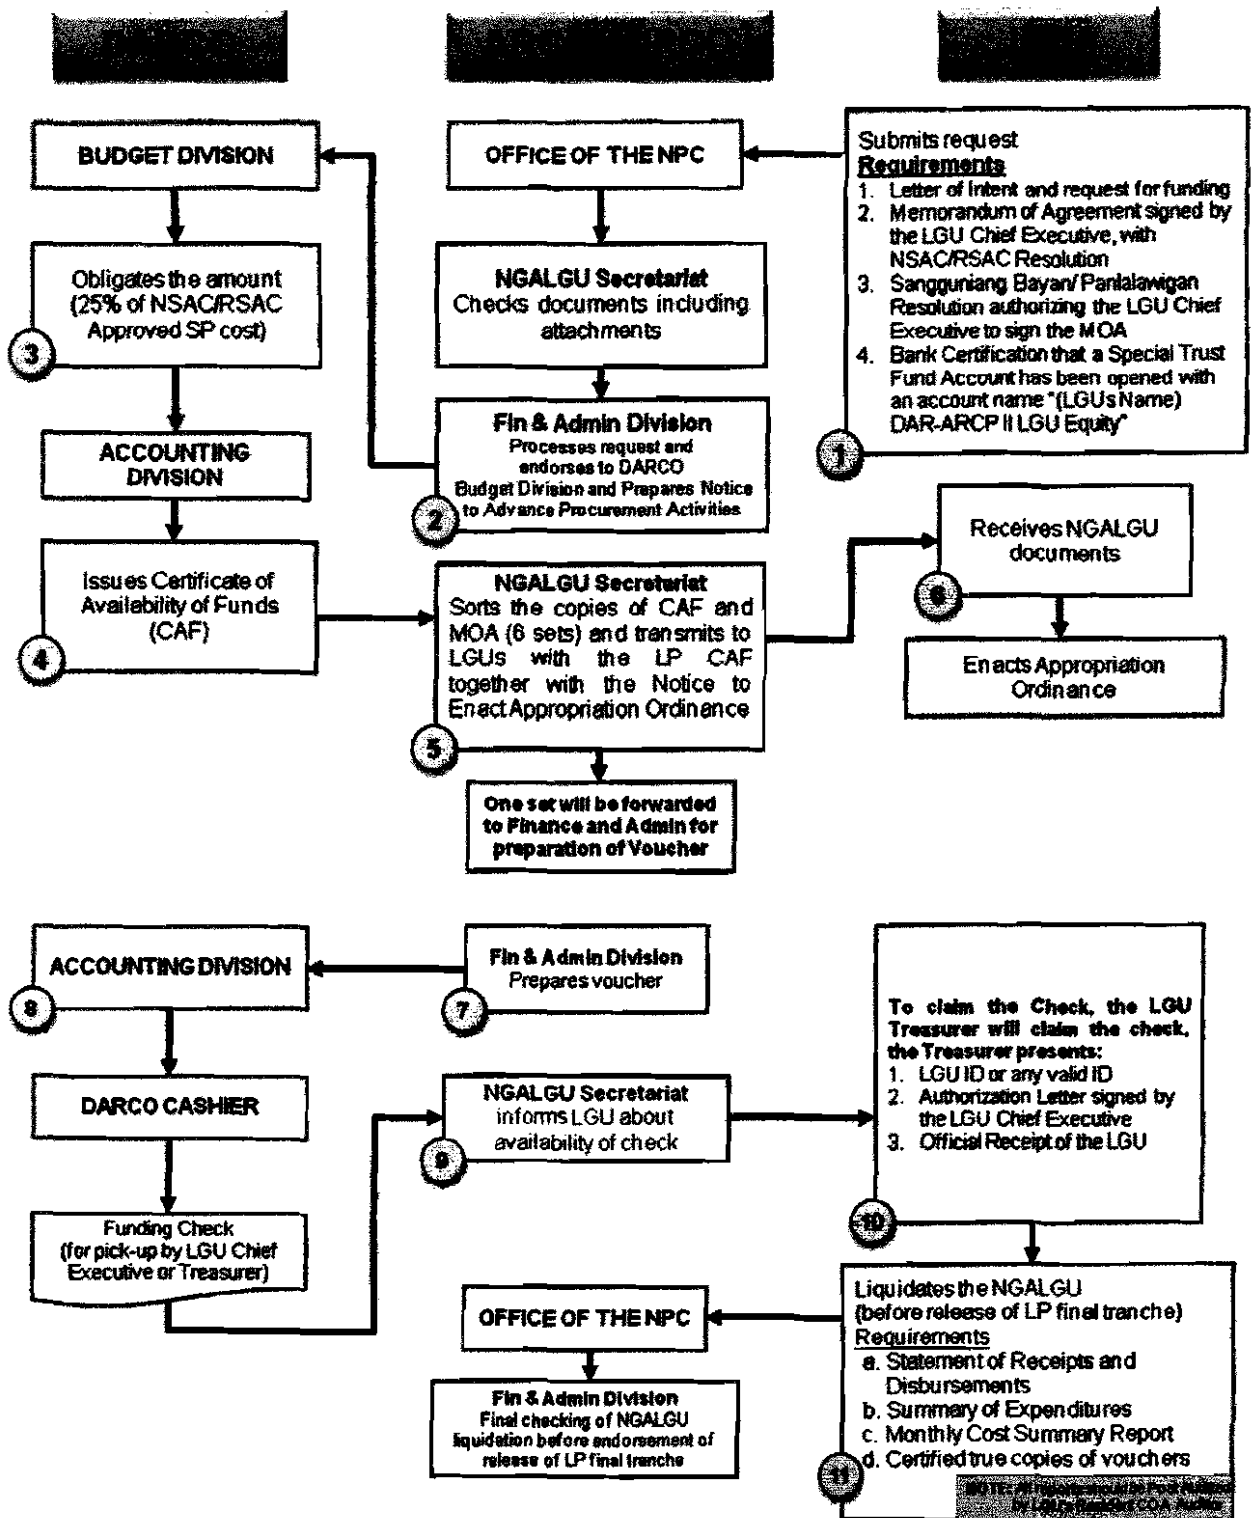 BUDGET DIVISION
OFFICE OF THE NPC
Submits request
Requirements
1. Letter of Intent and request for funding
2. Memorandum of Agreement signed by
the LGU Chief Executive, with
NSAC/RSAC Resolution
3. Sangguniang Bayan/ Panlalawigan
Resolution authorizing the LGU Chief
Executive to sign the MOA
4. Bank Certification that a Special Trust
Fund Account has been opened with
an account name "(LGUs Name)
DAR-ARCP II LGU Equity"
1
Obligates the amount
(25% of NSAC/RSAC
Approved SP cost)
3
NGALGU Secretariat
Checks documents including
attachments
Fin & Admin Division
Processes request and
endorses to DARCO
Budget Division and Prepares Notice
to Advance Procurement Activities
2
ACCOUNTING
DIVISION
Issues Certificate of
Availability of Funds
(CAF)
4
NGALGU Secretariat
Sorts the copies of CAF and
MOA (6 sets) and transmits to
LGUs with the LP CAF
together with the Notice to
Enact Appropriation Ordinance
5
Receives NGALGU
documents
6
Enacts Appropriation
Ordinance
One set will be forwarded
to Finance and Admin for
preparation of Voucher
ACCOUNTING DIVISION
8
Fin & Admin Division
Prepares voucher
7
To claim the Check, the LGU
Treasurer will claim the check,
the Treasurer presents:
1. LGU ID or any valid ID
2. Authorization Letter signed by
the LGU Chief Executive
3. Official Receipt of the LGU
10
DARCO CASHIER
NGALGU Secretariat
informs LGU about
availability of check
9
Funding Check
(for pick-up by LGU Chief
Executive or Treasurer)
OFFICE OF THE NPC
Liquidates the NGALGU
(before release of LP final tranche)
Requirements
a. Statement of Receipts and
Disbursements
b. Summary of Expenditures
c. Monthly Cost Summary Report
d. Certified true copies of vouchers
11
Fin & Admin Division
Final checking of NGALGU
liquidation before endorsement of
release of LP final tranche
NOTE: All reports should be Post Audited
by LGU's Resident COA Auditor